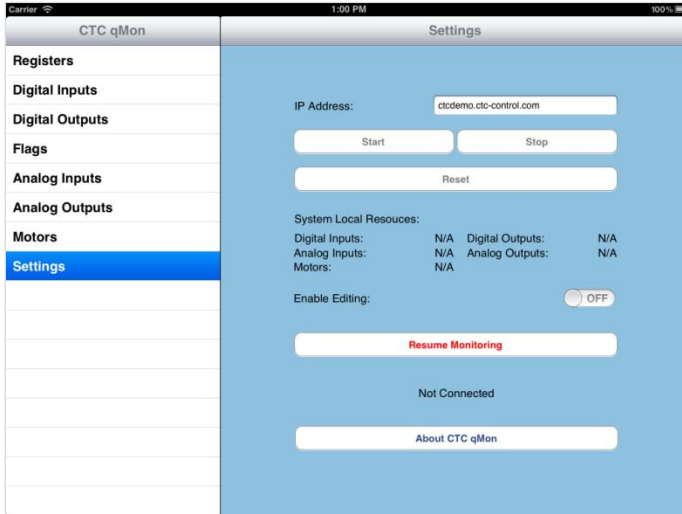 Carrier 1:00 PM 100%
CTC qMon
Settings
Registers
Digital Inputs
Digital Outputs
Flags
Analog Inputs
Analog Outputs
Motors
Settings
IP Address: ctcdemo.ctc-control.com
Start Stop
Reset
System Local Resouces:
Digital Inputs: N/A Digital Outputs: N/A
Analog Inputs: N/A Analog Outputs: N/A
Motors: N/A
Enable Editing: OFF
Resume Monitoring
Not Connected
About CTC qMon